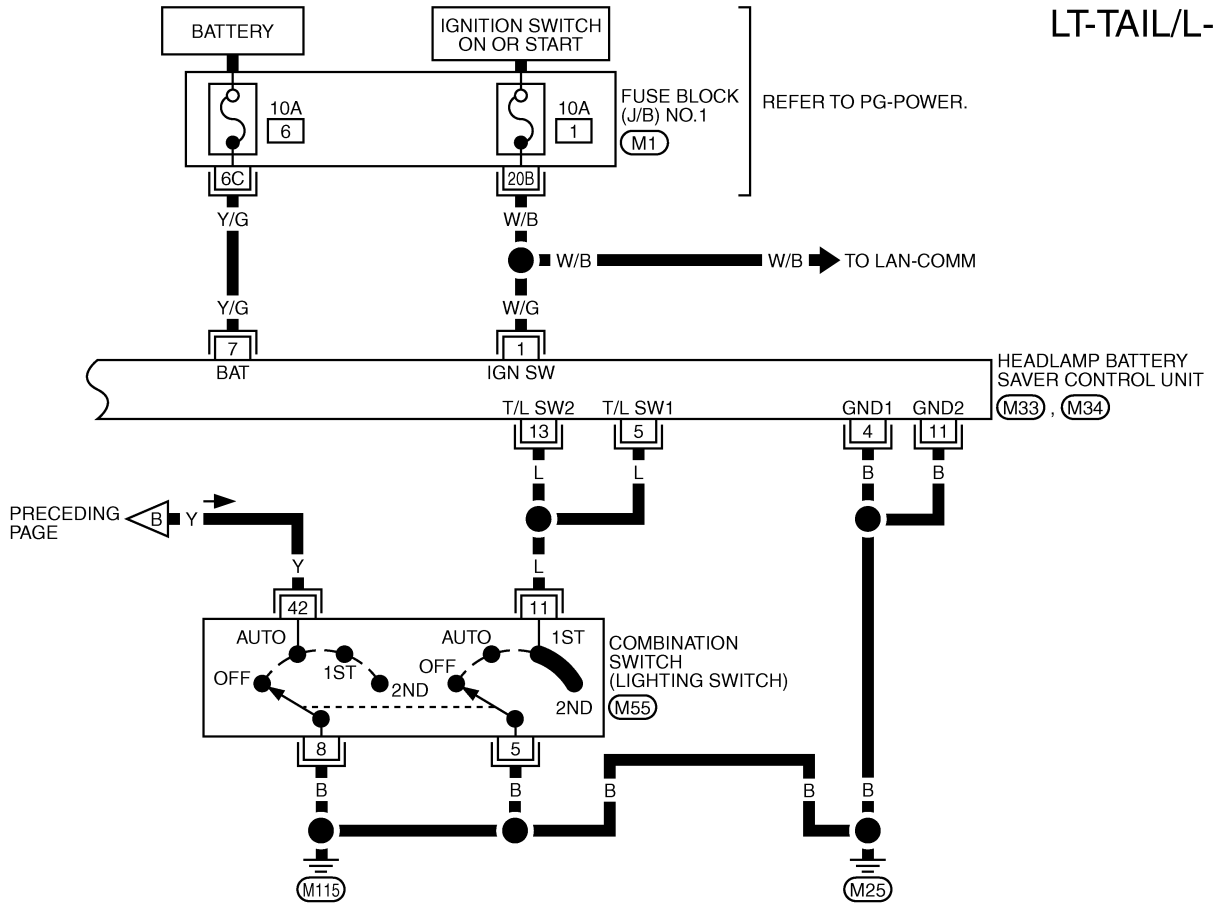 LT-TAIL/L-
BATTERY
IGNITION SWITCH
ON OR START
10A
6
10A
1
FUSE BLOCK
(J/B) NO.1
M1
REFER TO PG-POWER.
6C
20B
Y/G
W/B
W/B
W/B
TO LAN-COMM
Y/G
W/G
7
1
BAT
IGN SW
HEADLAMP BATTERY
SAVER CONTROL UNIT
M33 , M34
T/L SW2
T/L SW1
GND1
GND2
13
5
4
11
L
L
B
B
PRECEDING
PAGE
B
Y
Y
L
42
11
AUTO
OFF
1ST
2ND
AUTO
OFF
1ST
2ND
COMBINATION
SWITCH
(LIGHTING SWITCH)
M55
8
5
B
B
B
B
B
M115
M25